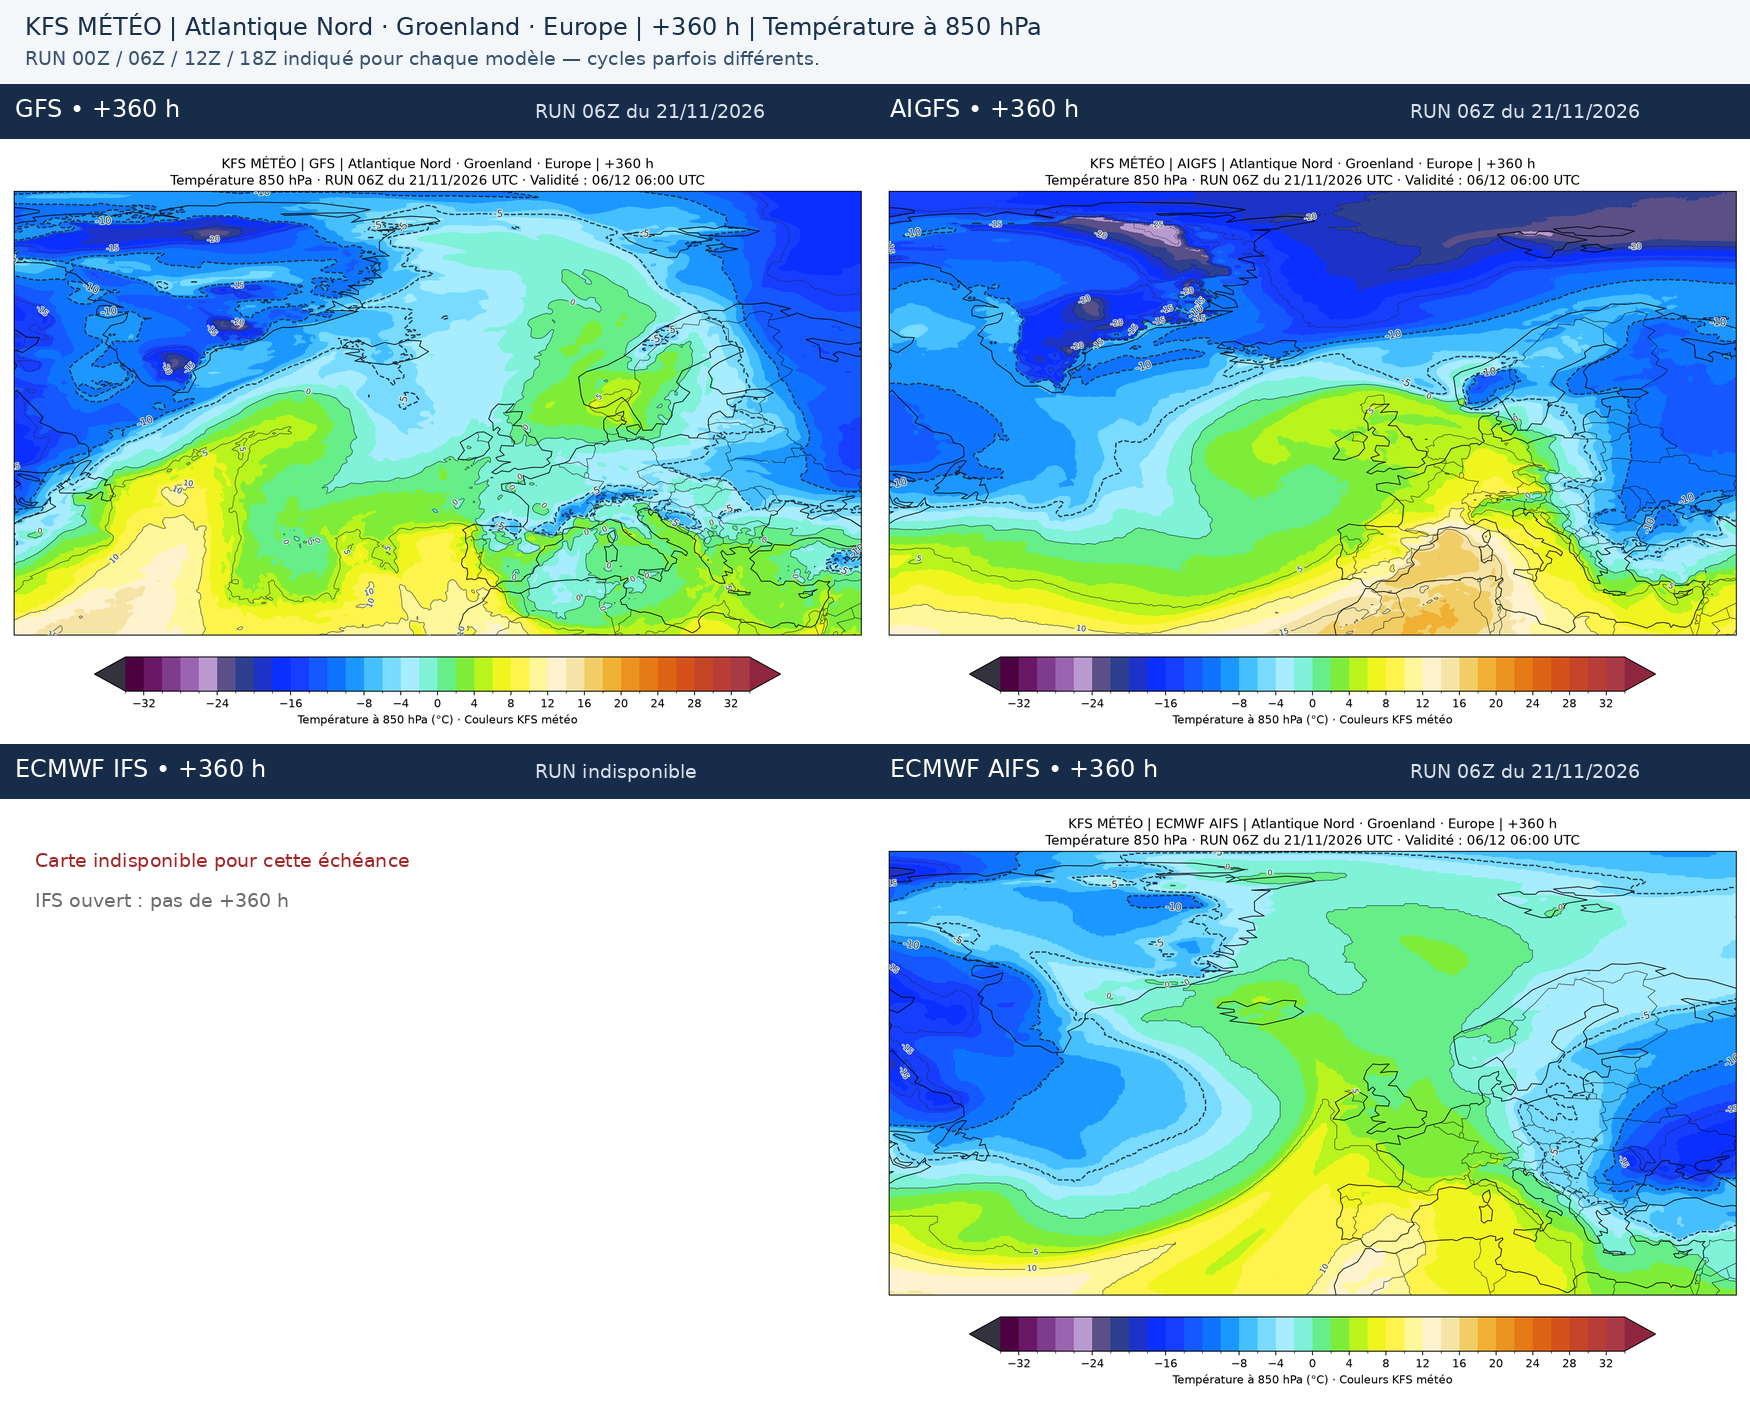 KFS MÉTÉO | Atlantique Nord · Groenland · Europe | +360 h | Température à 850 hPa
RUN 00Z / 06Z / 12Z / 18Z indiqué pour chaque modèle — cycles parfois différents.
GFS • +360 h
RUN 06Z du 21/11/2026
AIGFS • +360 h
RUN 06Z du 21/11/2026
KFS MÉTÉO | GFS | Atlantique Nord · Groenland · Europe | +360 h
Température 850 hPa · RUN 06Z du 21/11/2026 UTC · Validité : 06/12 06:00 UTC
KFS MÉTÉO | AIGFS | Atlantique Nord · Groenland · Europe | +360 h
Température 850 hPa · RUN 06Z du 21/11/2026 UTC · Validité : 06/12 06:00 UTC
−32 −24 −16 −8 −4 0 4 8 12 16 20 24 28 32
Température à 850 hPa (°C) · Couleurs KFS météo
−32 −24 −16 −8 −4 0 4 8 12 16 20 24 28 32
Température à 850 hPa (°C) · Couleurs KFS météo
ECMWF IFS • +360 h
RUN indisponible
ECMWF AIFS • +360 h
RUN 06Z du 21/11/2026
Carte indisponible pour cette échéance
IFS ouvert : pas de +360 h
KFS MÉTÉO | ECMWF AIFS | Atlantique Nord · Groenland · Europe | +360 h
Température 850 hPa · RUN 06Z du 21/11/2026 UTC · Validité : 06/12 06:00 UTC
−32 −24 −16 −8 −4 0 4 8 12 16 20 24 28 32
Température à 850 hPa (°C) · Couleurs KFS météo